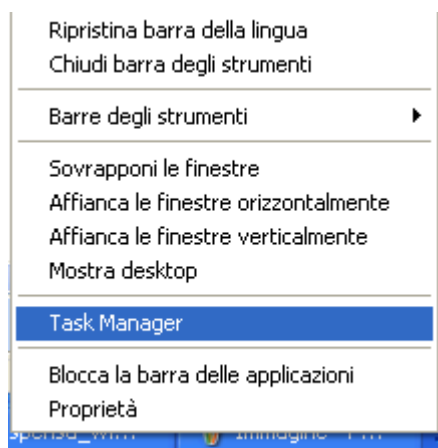 Ripristina barra della lingua
Chiudi barra degli strumenti
Barre degli strumenti
Sovrapponi le finestre
Affianca le finestre orizzontalmente
Affianca le finestre verticalmente
Mostra desktop
Task Manager
Blocca la barra delle applicazioni
Proprietà